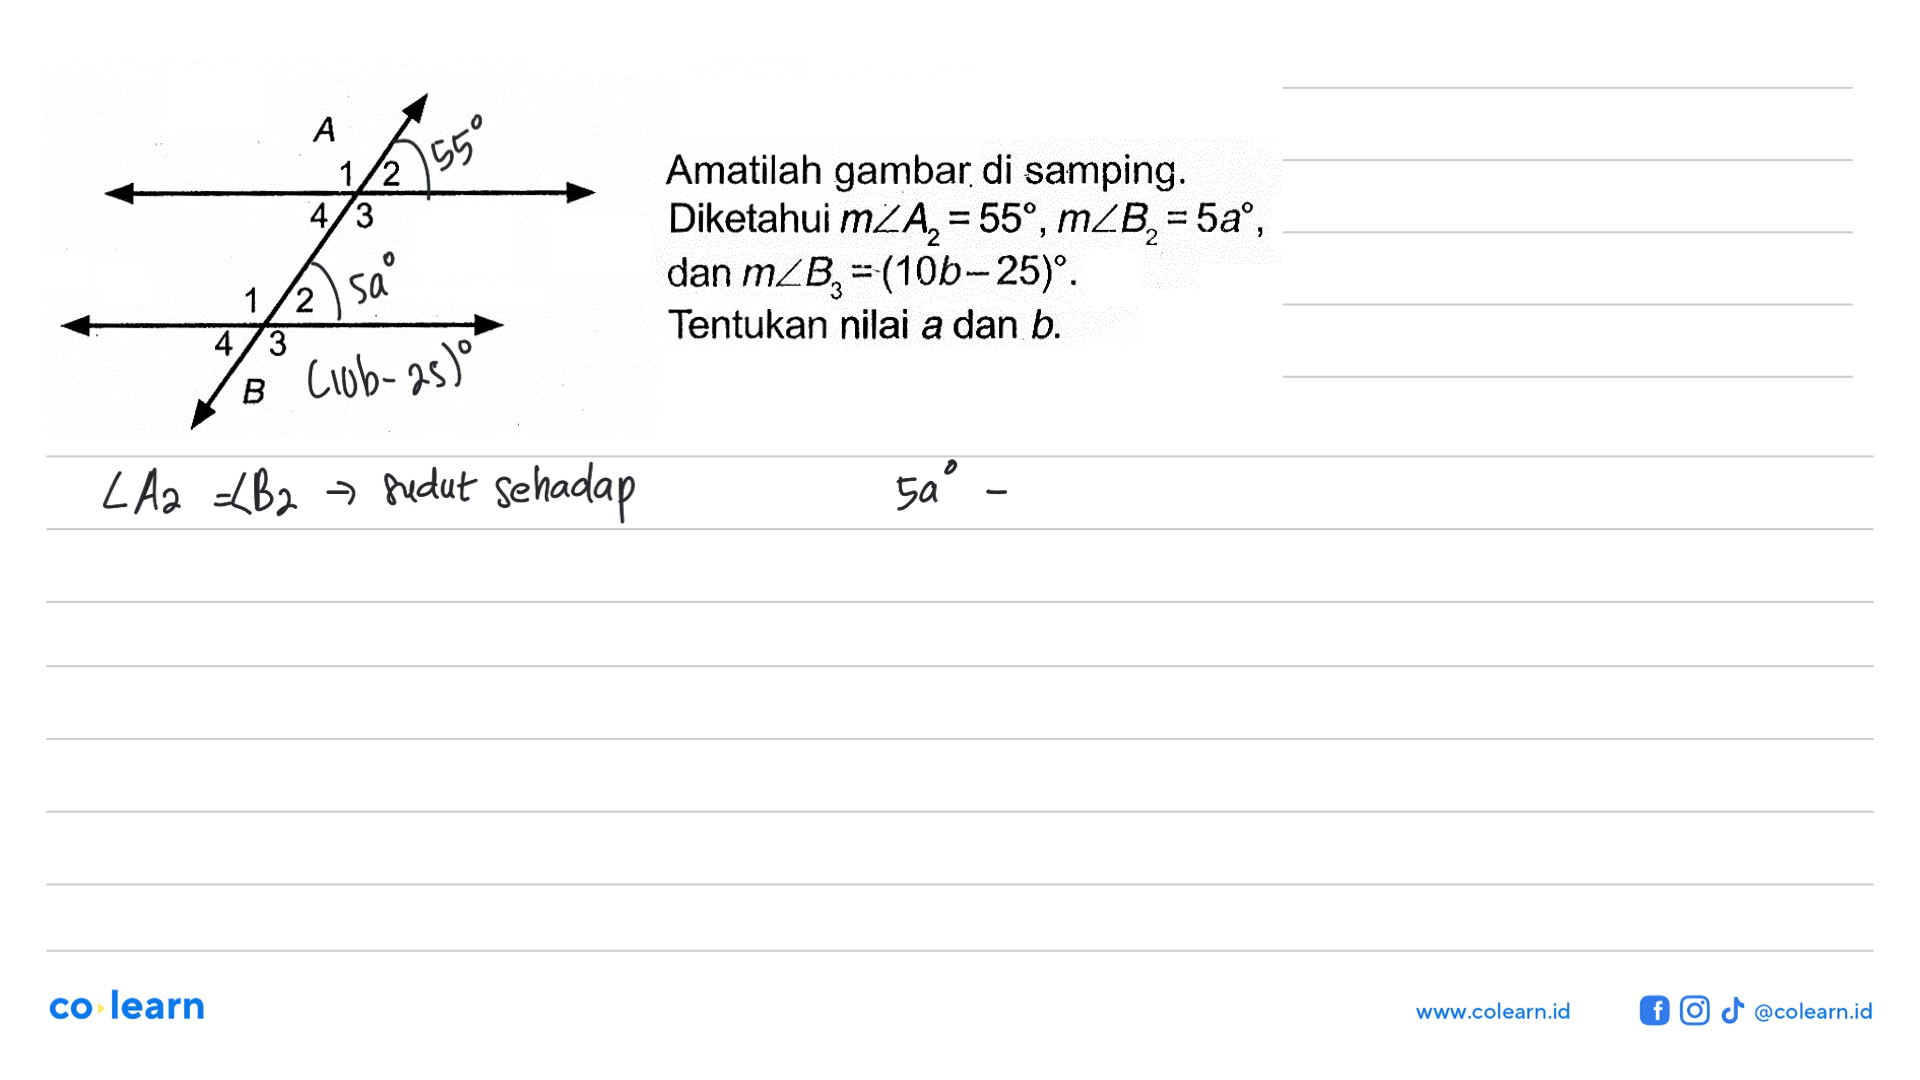 A
55°
1 2
4 3
5a°
1 2
4 3
B
(10b-25)°
Amatilah gambar di samping.
Diketahui m∠A₂ = 55°, m∠B₂ = 5a°,
dan m∠B₃ = (10b – 25)°.
Tentukan nilai a dan b.
∠A₂ =∠B₂ → sudut sehadap
5a° –
co learn
www.colearn.id
@colearn.id